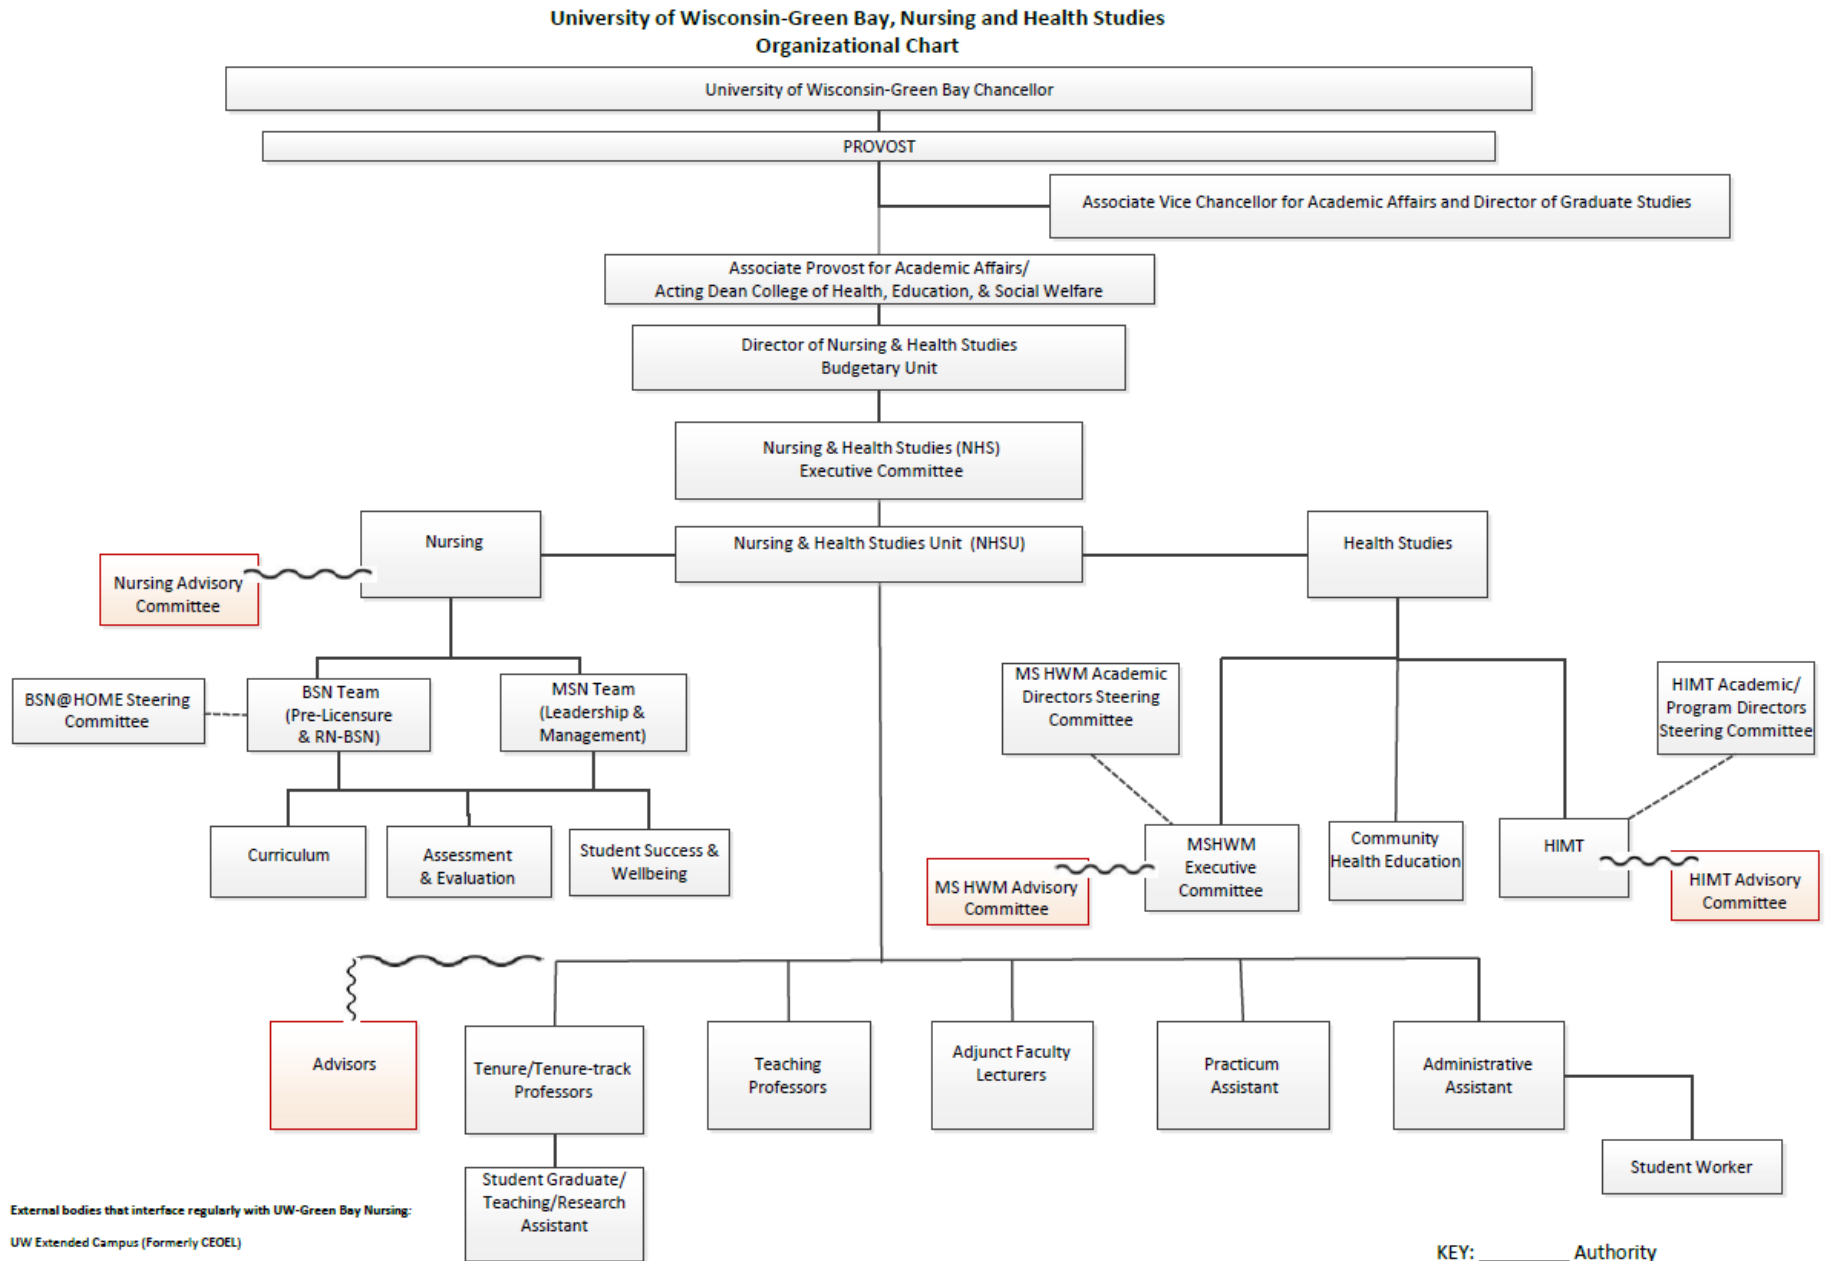 University of Wisconsin-Green Bay, Nursing and Health Studies
Organizational Chart
University of Wisconsin-Green Bay Chancellor
PROVOST
Associate Vice Chancellor for Academic Affairs and Director of Graduate Studies
Associate Provost for Academic Affairs/
Acting Dean College of Health, Education, & Social Welfare
Director of Nursing & Health Studies
Budgetary Unit
Nursing & Health Studies (NHS)
Executive Committee
Nursing
Nursing & Health Studies Unit (NHSU)
Health Studies
Nursing Advisory
Committee
BSN@HOME Steering
Committee
BSN Team
(Pre-Licensure
& RN-BSN)
MSN Team
(Leadership &
Management)
MS HWM Academic
Directors Steering
Committee
HIMT Academic/
Program Directors
Steering Committee
Curriculum
Assessment
& Evaluation
Student Success &
Wellbeing
MS HWM Advisory
Committee
MSHWM
Executive
Committee
Community
Health Education
HIMT
HIMT Advisory
Committee
Advisors
Tenure/Tenure-track
Professors
Teaching
Professors
Adjunct Faculty
Lecturers
Practicum
Assistant
Administrative
Assistant
Student Worker
Student Graduate/
Teaching/Research
Assistant
External bodies that interface regularly with UW-Green Bay Nursing:
UW Extended Campus (Formerly CEOEL)
KEY: __________ Authority